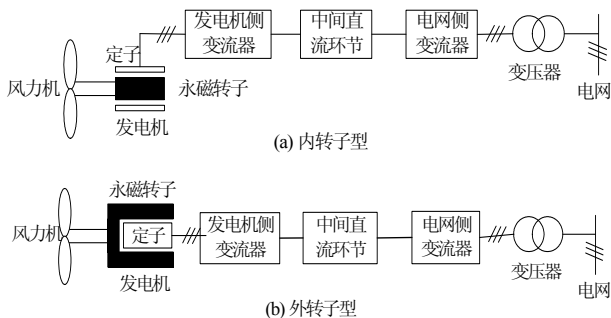 发电机侧
变流器
中间直
流环节
电网侧
变流器
定子
风力机
永磁转子
发电机
变压器
电网
(a) 内转子型
永磁转子
风力机
定子
发电机
发电机侧
变流器
中间直
流环节
电网侧
变流器
变压器
电网
(b) 外转子型